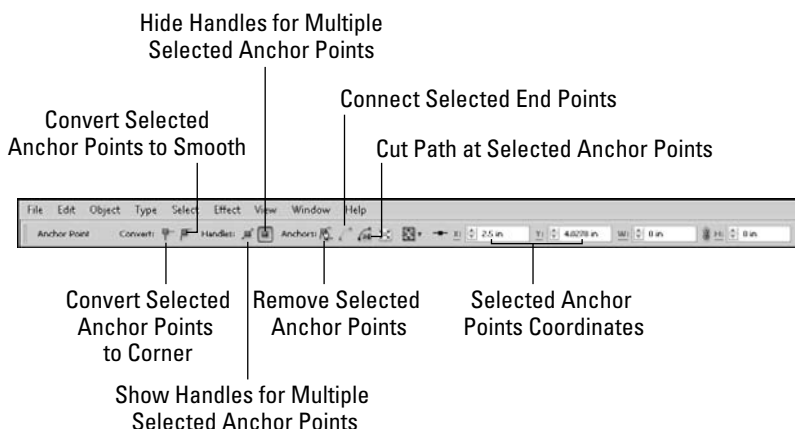 Hide Handles for Multiple
Selected Anchor Points
Connect Selected End Points
Convert Selected
Anchor Points to Smooth
Cut Path at Selected Anchor Points
File Edit Object Type Select Effect View Window Help
Anchor Point Convert: Handles: Anchors: X: 2.5 in Y: 4.0278 in W: 0 in H: 0 in
Convert Selected
Anchor Points
to Corner
Remove Selected
Anchor Points
Selected Anchor
Points Coordinates
Show Handles for Multiple
Selected Anchor Points